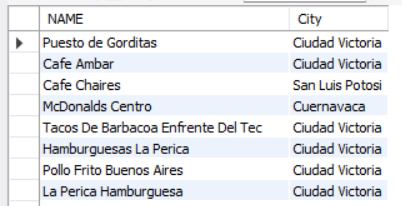 NAME City
Puesto de Gorditas Ciudad Victoria
Cafe Ambar Ciudad Victoria
Cafe Chaires San Luis Potosi
McDonalds Centro Cuernavaca
Tacos De Barbacoa Enfrente Del Tec Ciudad Victoria
Hamburguesas La Perica Ciudad Victoria
Pollo Frito Buenos Aires Ciudad Victoria
La Perica Hamburguesa Ciudad Victoria